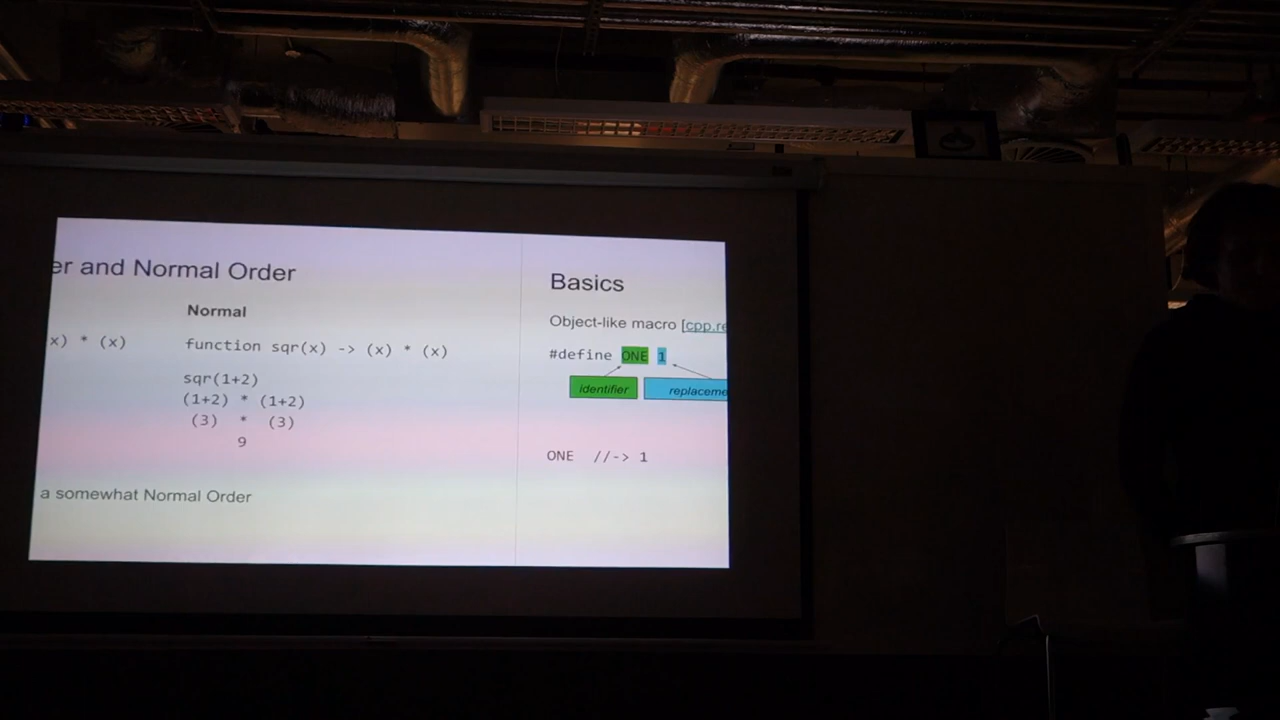 er and Normal Order
Normal
x) * (x)
function sqr(x) -> (x) * (x)
sqr(1+2)
(1+2) * (1+2)
(3) * (3)
9
a somewhat Normal Order
Basics
Object-like macro [cpp.re
#define ONE 1
identifier
replaceme
ONE //-> 1